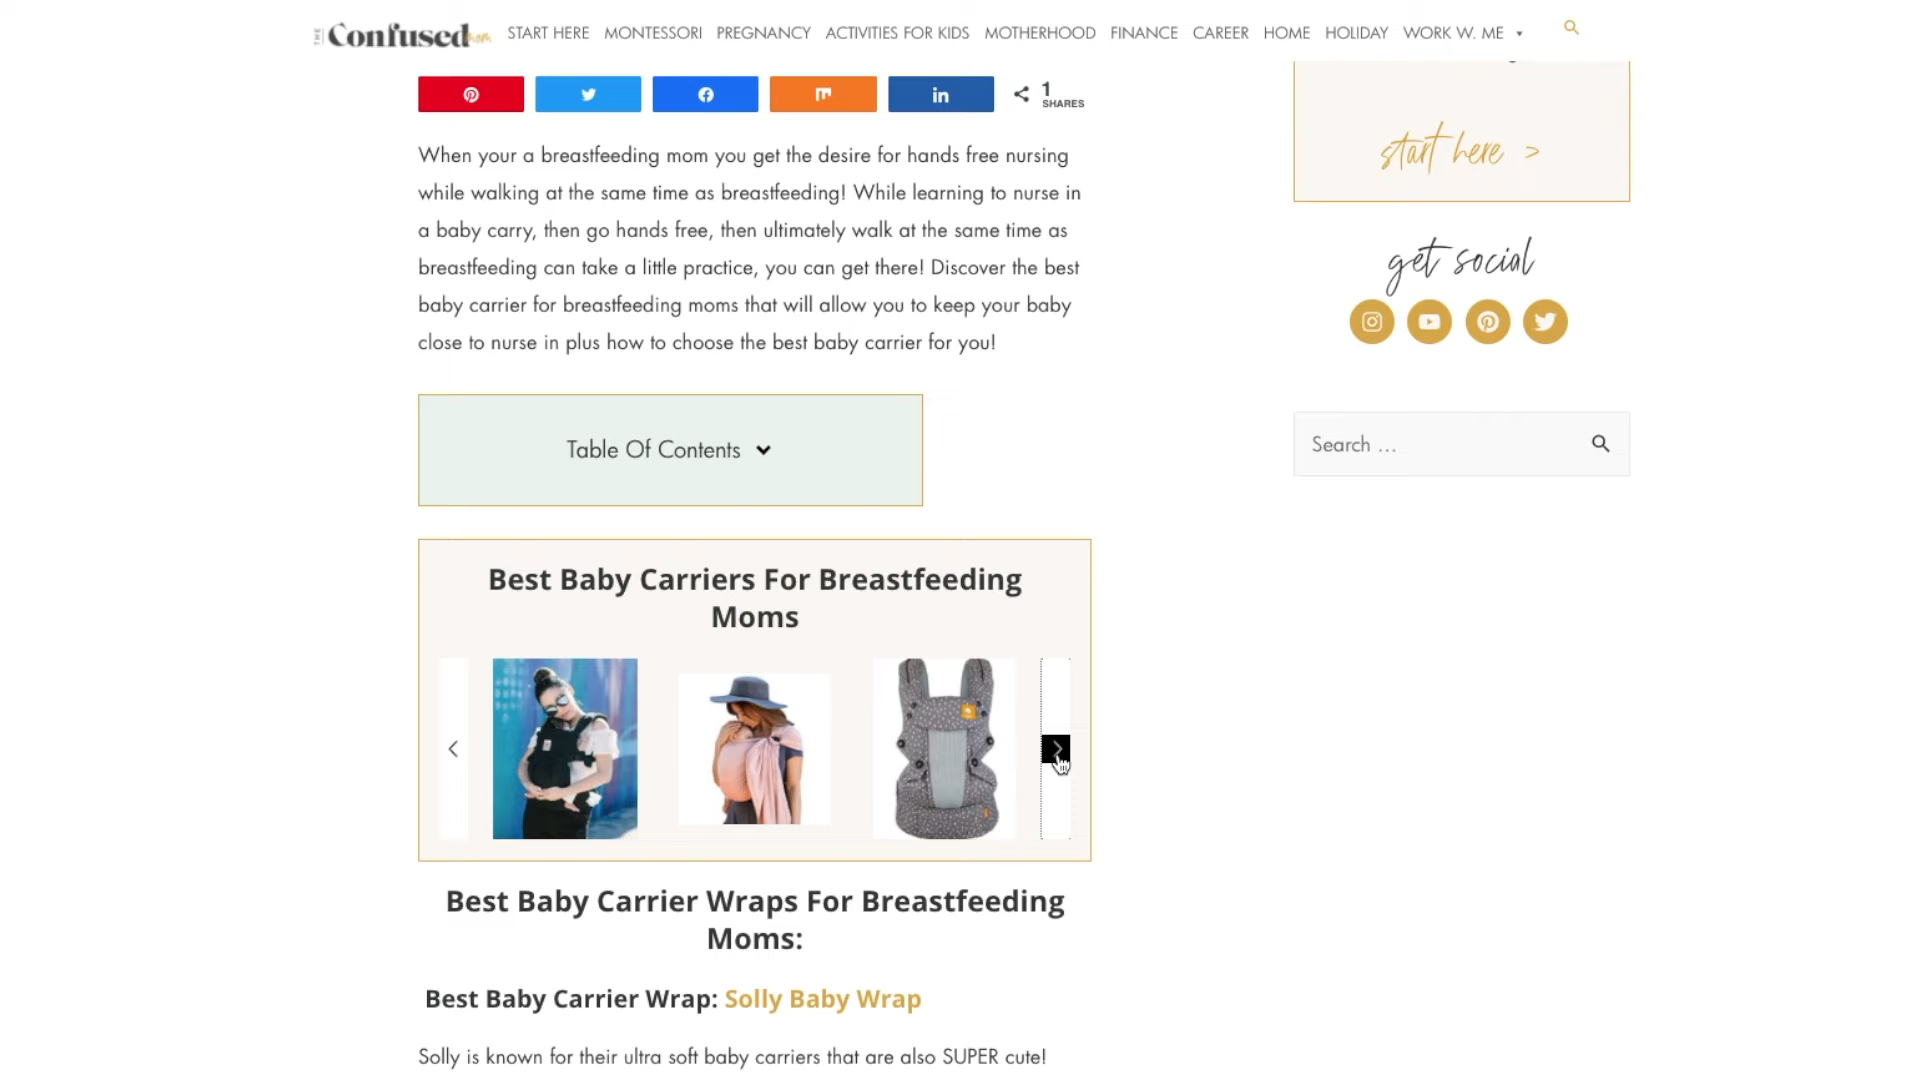 THE Confused mom
START HERE MONTESSORI PREGNANCY ACTIVITIES FOR KIDS MOTHERHOOD FINANCE CAREER HOME HOLIDAY WORK W. ME
1
SHARES
When your a breastfeeding mom you get the desire for hands free nursing
while walking at the same time as breastfeeding! While learning to nurse in
a baby carry, then go hands free, then ultimately walk at the same time as
breastfeeding can take a little practice, you can get there! Discover the best
baby carrier for breastfeeding moms that will allow you to keep your baby
close to nurse in plus how to choose the best baby carrier for you!
Table Of Contents
Best Baby Carriers For Breastfeeding
Moms
Best Baby Carrier Wraps For Breastfeeding
Moms:
Best Baby Carrier Wrap: Solly Baby Wrap
Solly is known for their ultra soft baby carriers that are also SUPER cute!
start here >
get social
Search ...